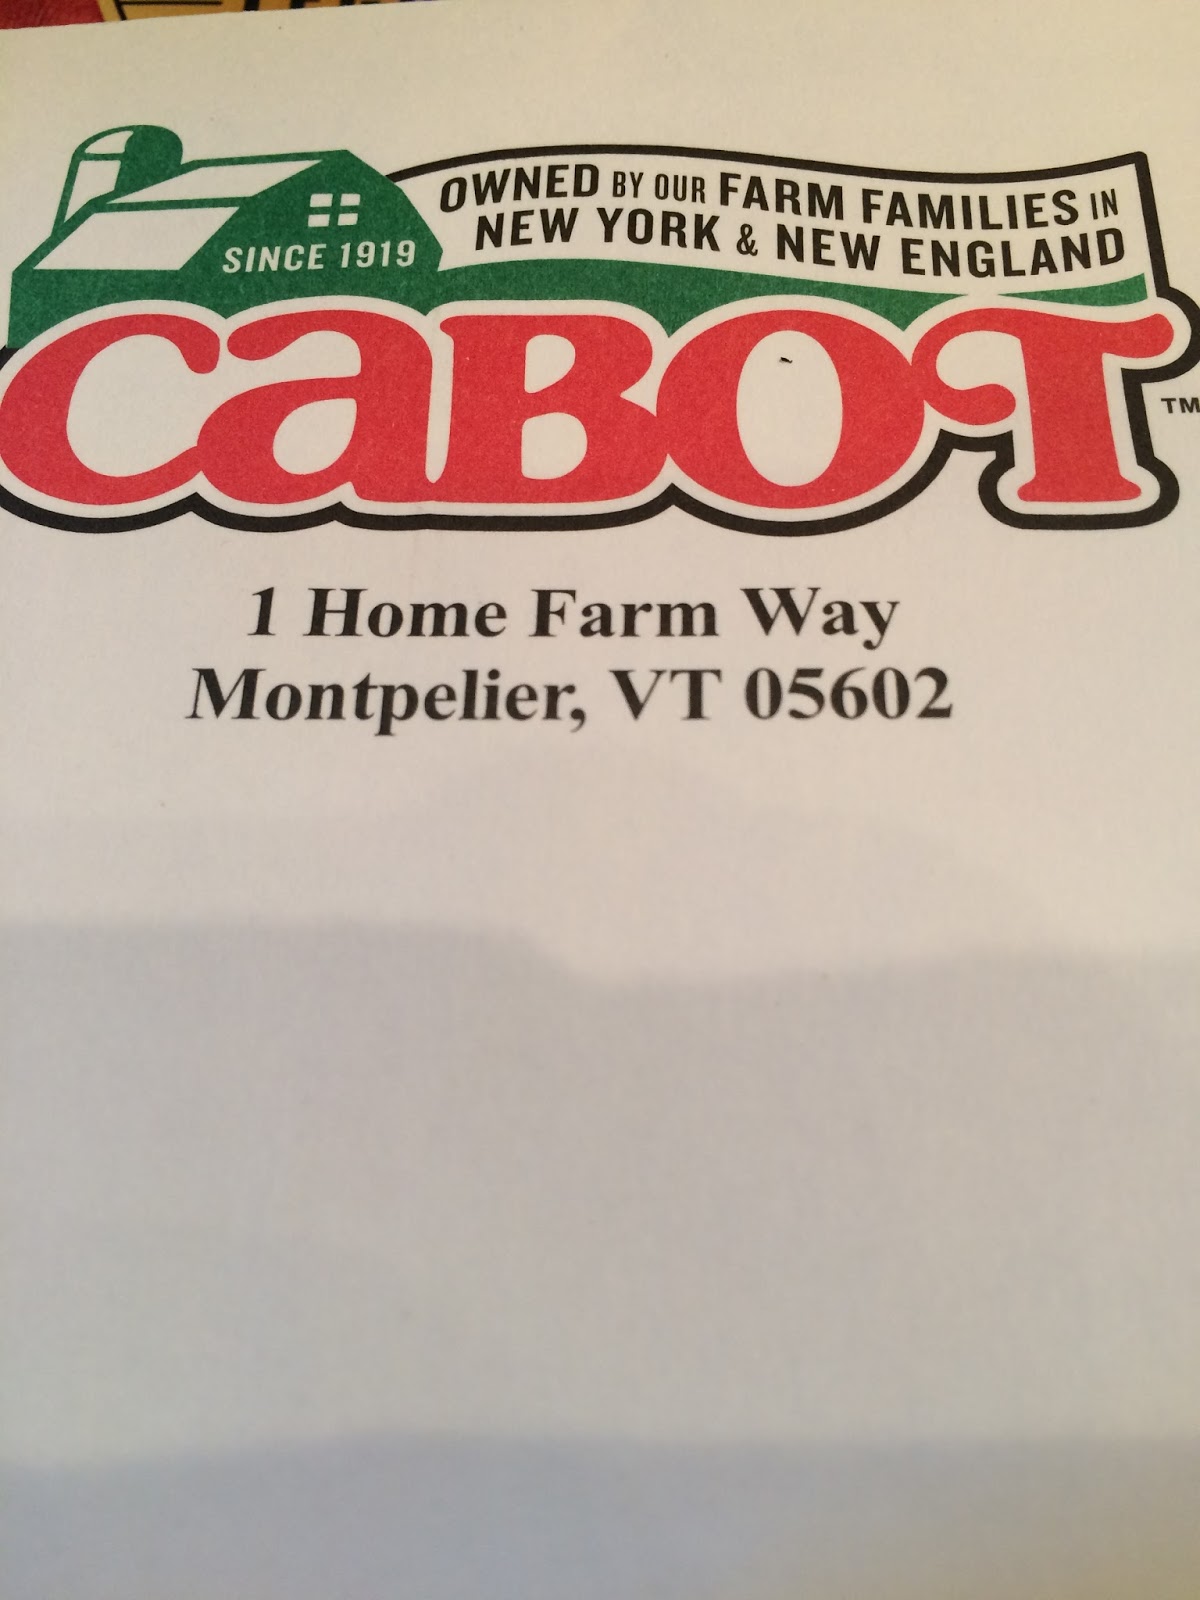 OWNED BY OUR FARM FAMILIES IN
NEW YORK & NEW ENGLAND
SINCE 1919
CABOT
TM
1 Home Farm Way
Montpelier, VT 05602